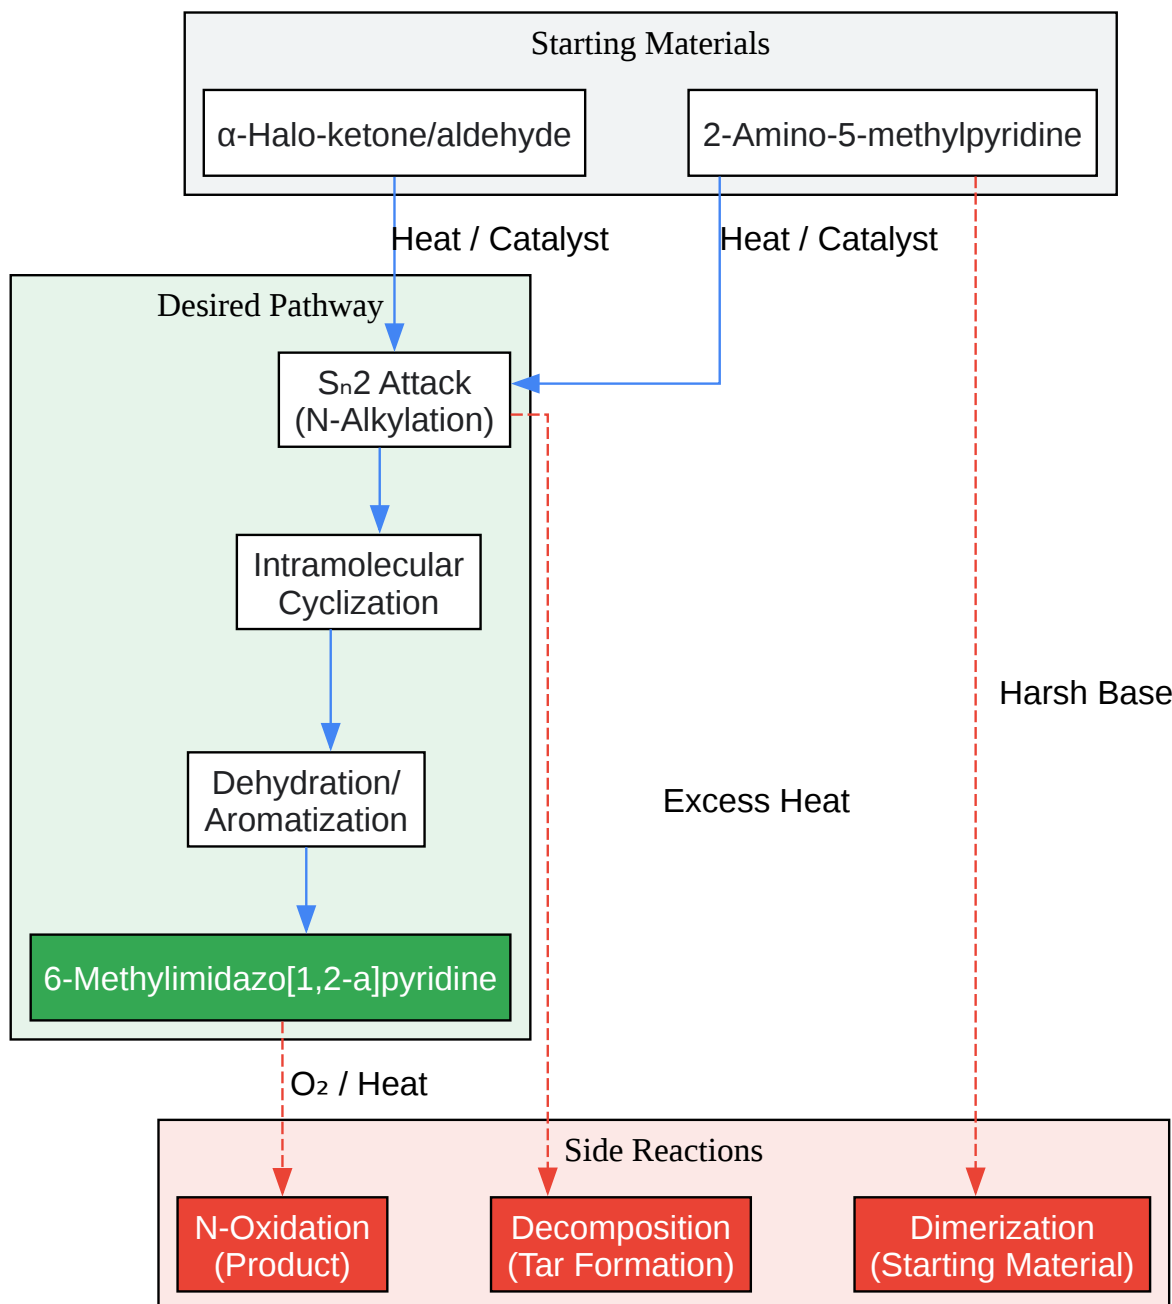 Starting Materials
α-Halo-ketone/aldehyde
2-Amino-5-methylpyridine
Heat / Catalyst
Heat / Catalyst
Desired Pathway
Sₙ2 Attack
(N-Alkylation)
Intramolecular
Cyclization
Harsh Base
Dehydration/
Aromatization
Excess Heat
6-Methylimidazo[1,2-a]pyridine
O₂ / Heat
Side Reactions
N-Oxidation
(Product)
Decomposition
(Tar Formation)
Dimerization
(Starting Material)